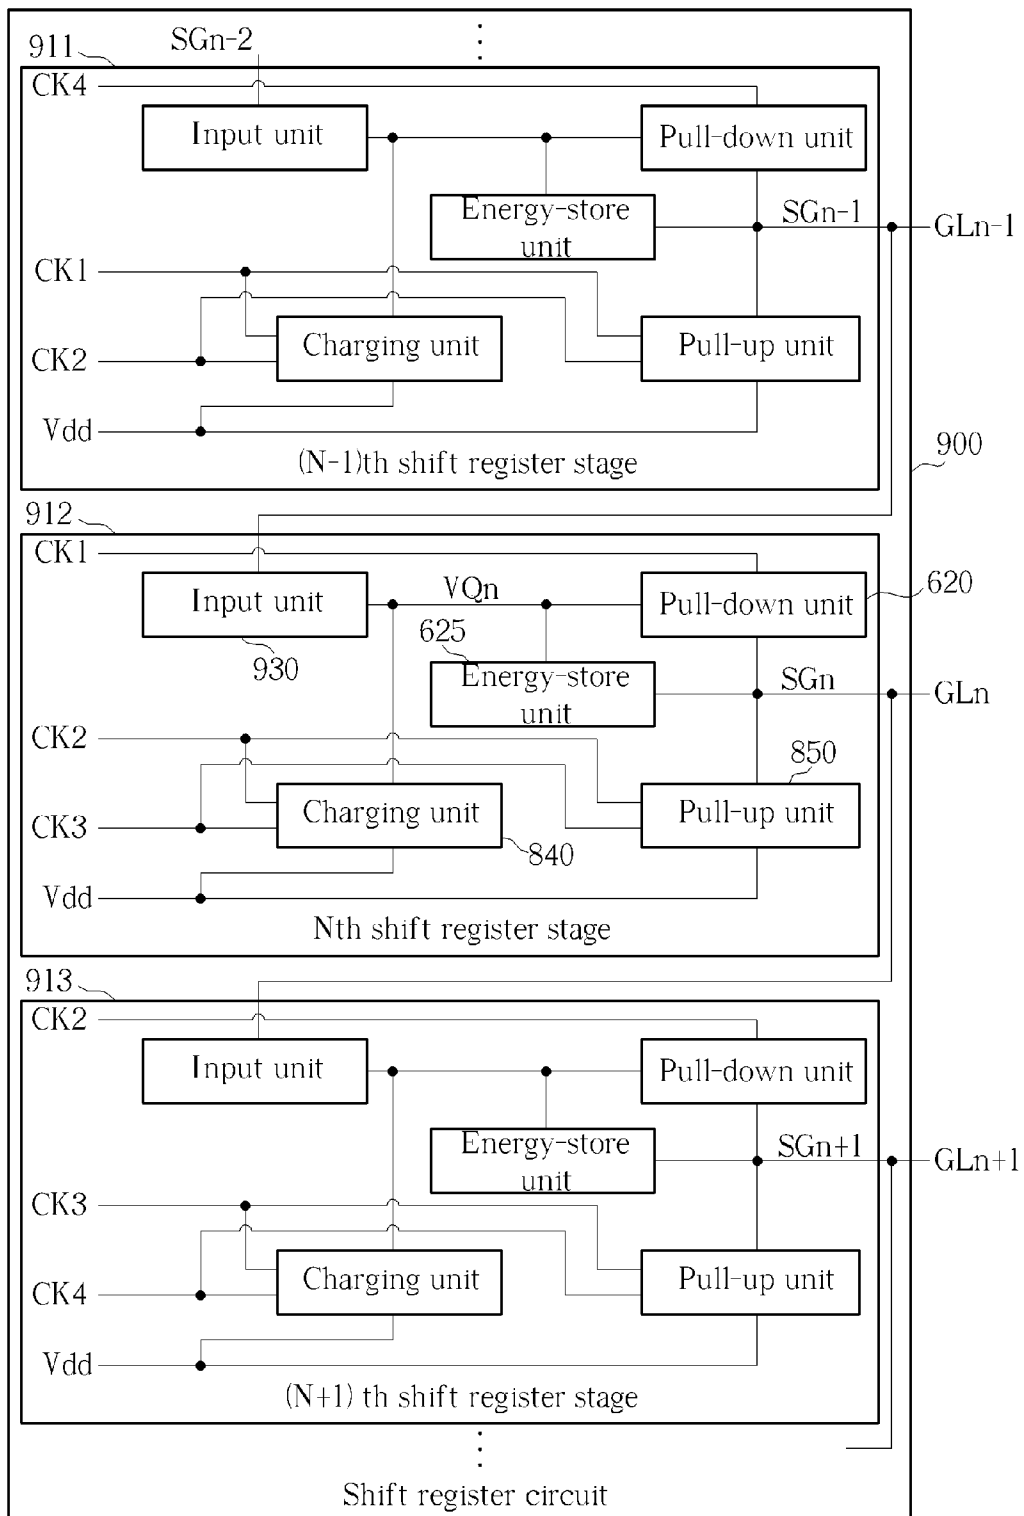 SGn-2
911
CK4
Input unit
Pull-down unit
Energy-store
unit
SGn-1
GLn-1
CK1
CK2
Charging unit
Pull-up unit
Vdd
(N-1)th shift register stage
900
912
CK1
Input unit
VQn
Pull-down unit
620
930
625
Energy-store
unit
SGn
GLn
CK2
850
CK3
Charging unit
Pull-up unit
840
Vdd
Nth shift register stage
913
CK2
Input unit
Pull-down unit
Energy-store
unit
SGn+1
GLn+1
CK3
CK4
Charging unit
Pull-up unit
Vdd
(N+1) th shift register stage
Shift register circuit